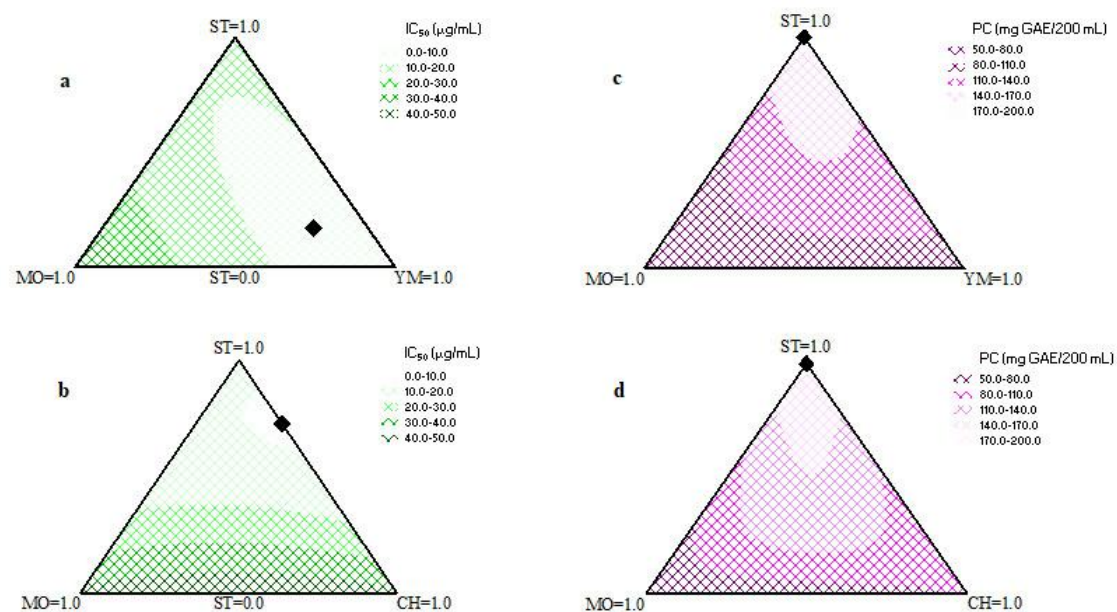 ST=1.0
a
IC₅₀ (μg/mL)
0.0-10.0
10.0-20.0
20.0-30.0
30.0-40.0
40.0-50.0
MO=1.0 ST=0.0 YM=1.0
ST=1.0
c
PC (mg GAE/200 mL)
50.0-80.0
80.0-110.0
110.0-140.0
140.0-170.0
170.0-200.0
MO=1.0 YM=1.0
ST=1.0
b
IC₅₀ (μg/mL)
0.0-10.0
10.0-20.0
20.0-30.0
30.0-40.0
40.0-50.0
MO=1.0 ST=0.0 CH=1.0
ST=1.0
d
PC (mg GAE/200 mL)
50.0-80.0
80.0-110.0
110.0-140.0
140.0-170.0
170.0-200.0
MO=1.0 CH=1.0